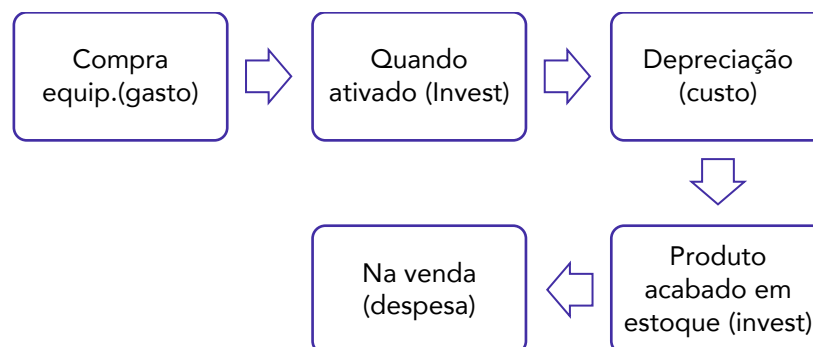 Compra
equip.(gasto)
Quando
ativado (Invest)
Depreciação
(custo)
Produto
acabado em
estoque (invest)
Na venda
(despesa)